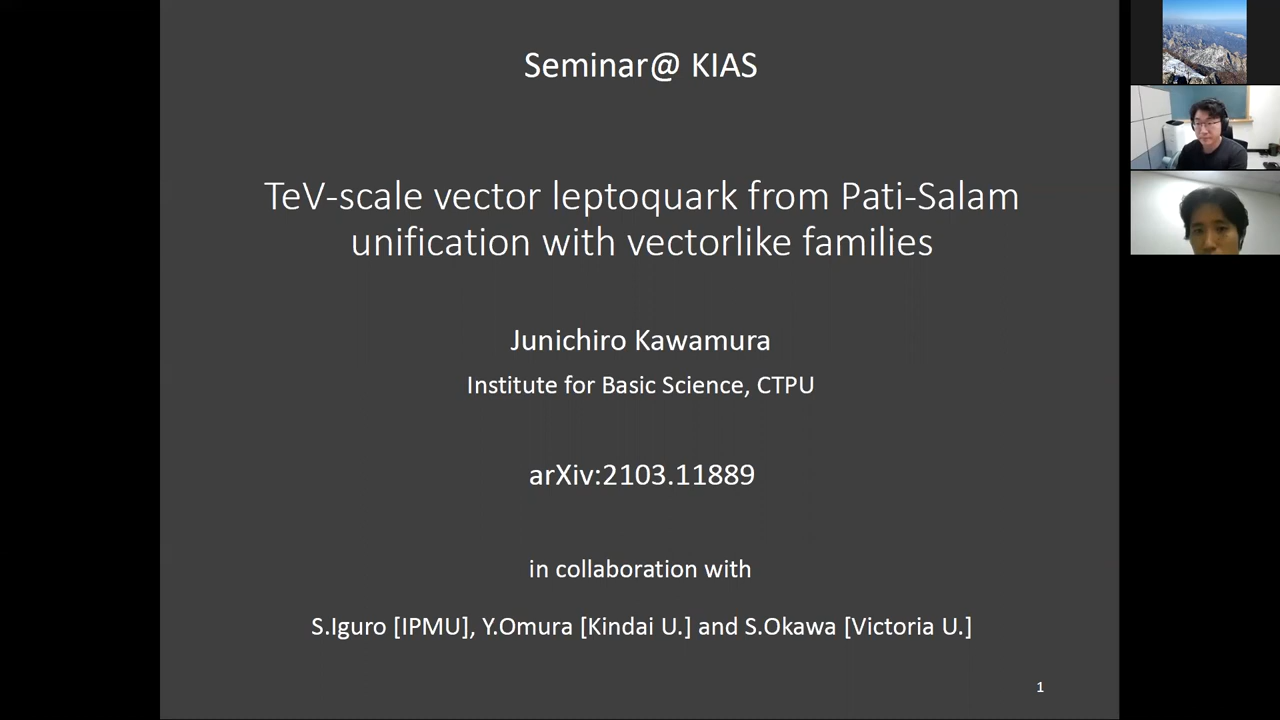 Seminar@ KIAS
TeV-scale vector leptoquark from Pati-Salam
unification with vectorlike families
Junichiro Kawamura
Institute for Basic Science, CTPU
arXiv:2103.11889
in collaboration with
S.Iguro [IPMU], Y.Omura [Kindai U.] and S.Okawa [Victoria U.]
1